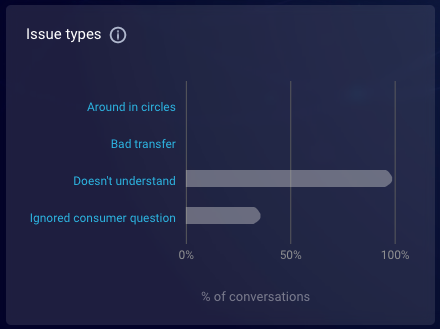 Issue types
Around in circles
Bad transfer
Doesn't understand
Ignored consumer question
0% 50% 100%
% of conversations